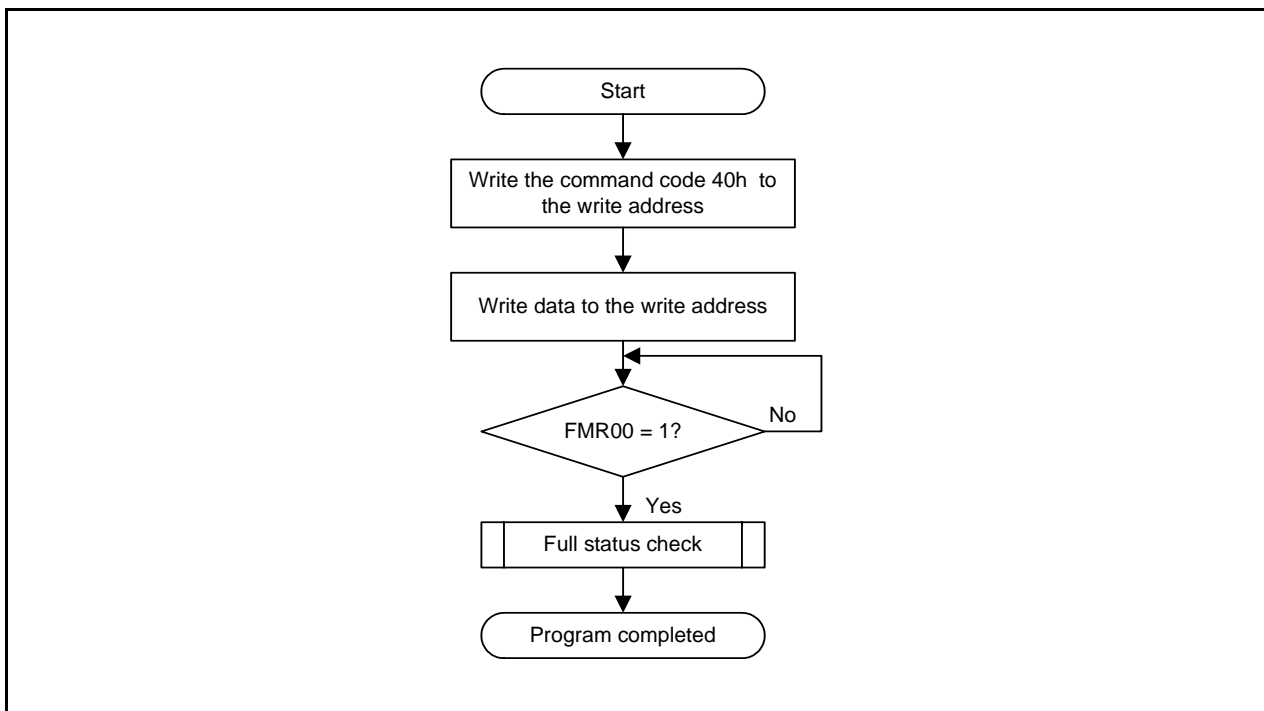 Start
Write the command code 40h to
the write address
Write data to the write address
FMR00 = 1?
No
Yes
Full status check
Program completed